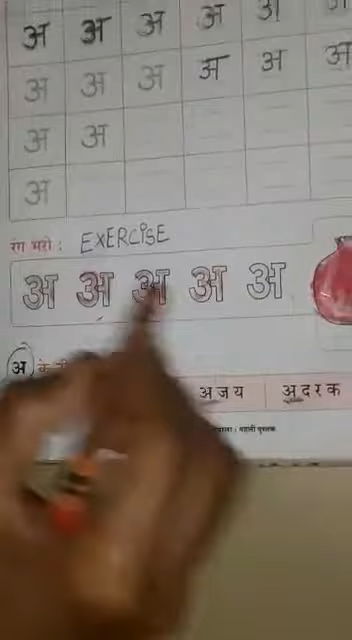 अ अ अ अ अ
अ अ अ अ अ अ
अ अ
अ
रंग भरो : EXERCISE
अ अ अ अ अ
अ के
अजय अदरक